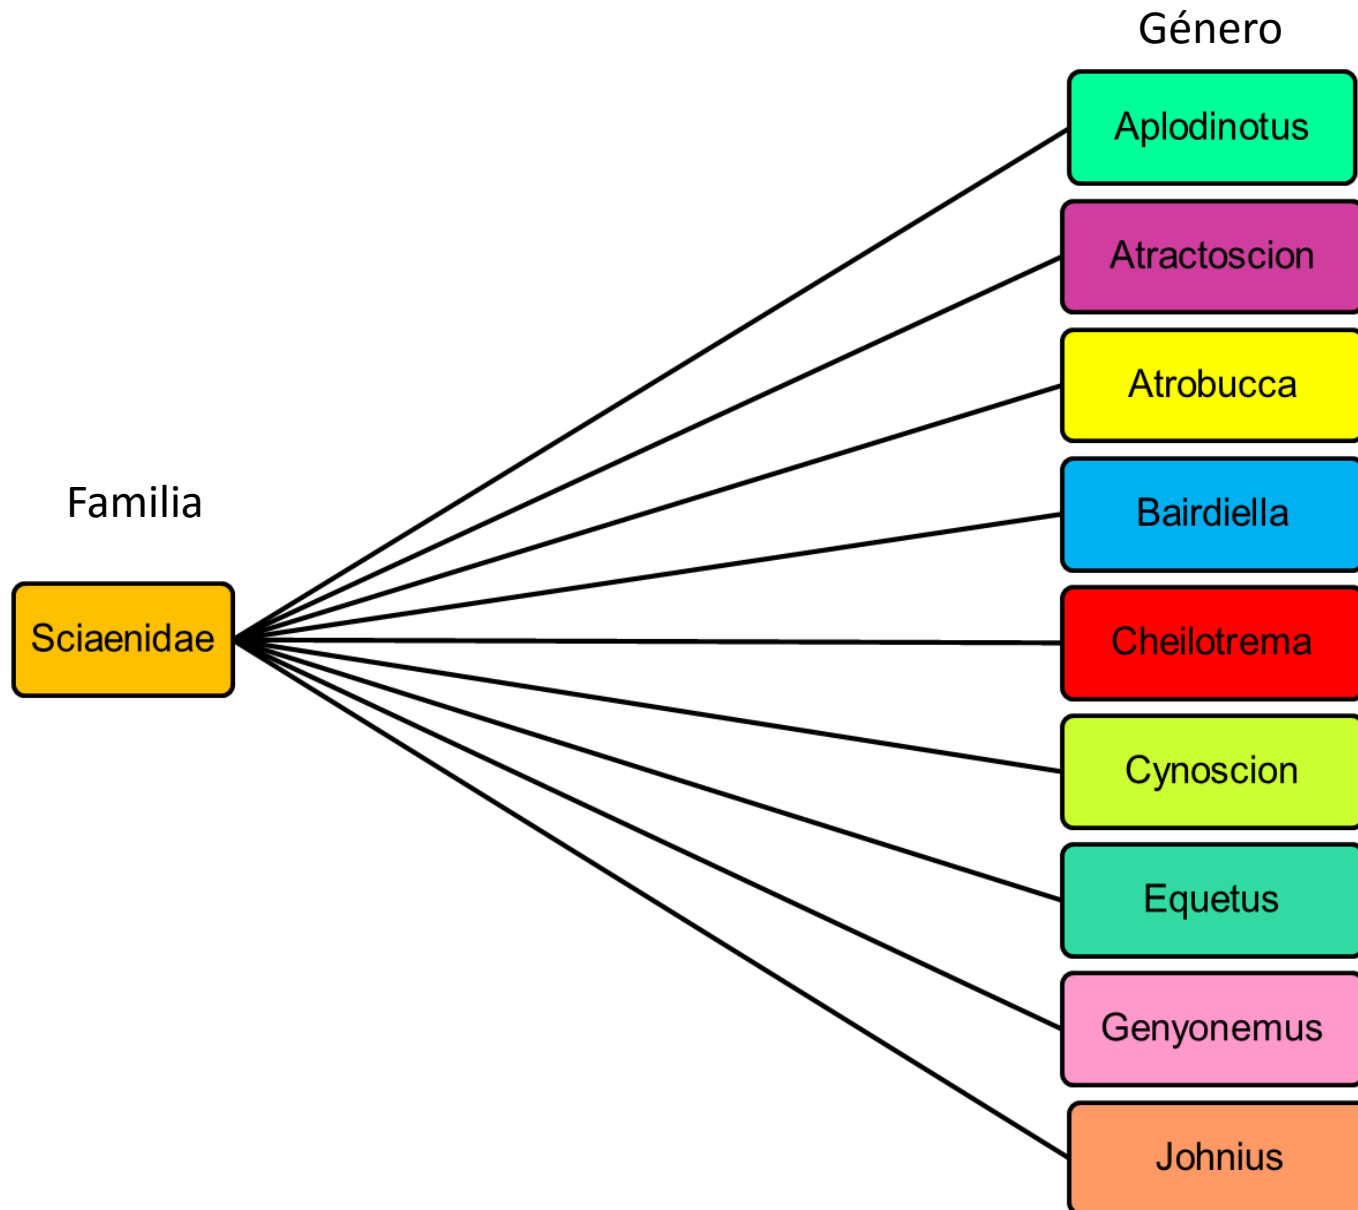 Género
Aplodinotus
Atractoscion
Atrobucca
Bairdiella
Familia
Sciaenidae
Cheilotrema
Cynoscion
Equetus
Genyonemus
Johnius